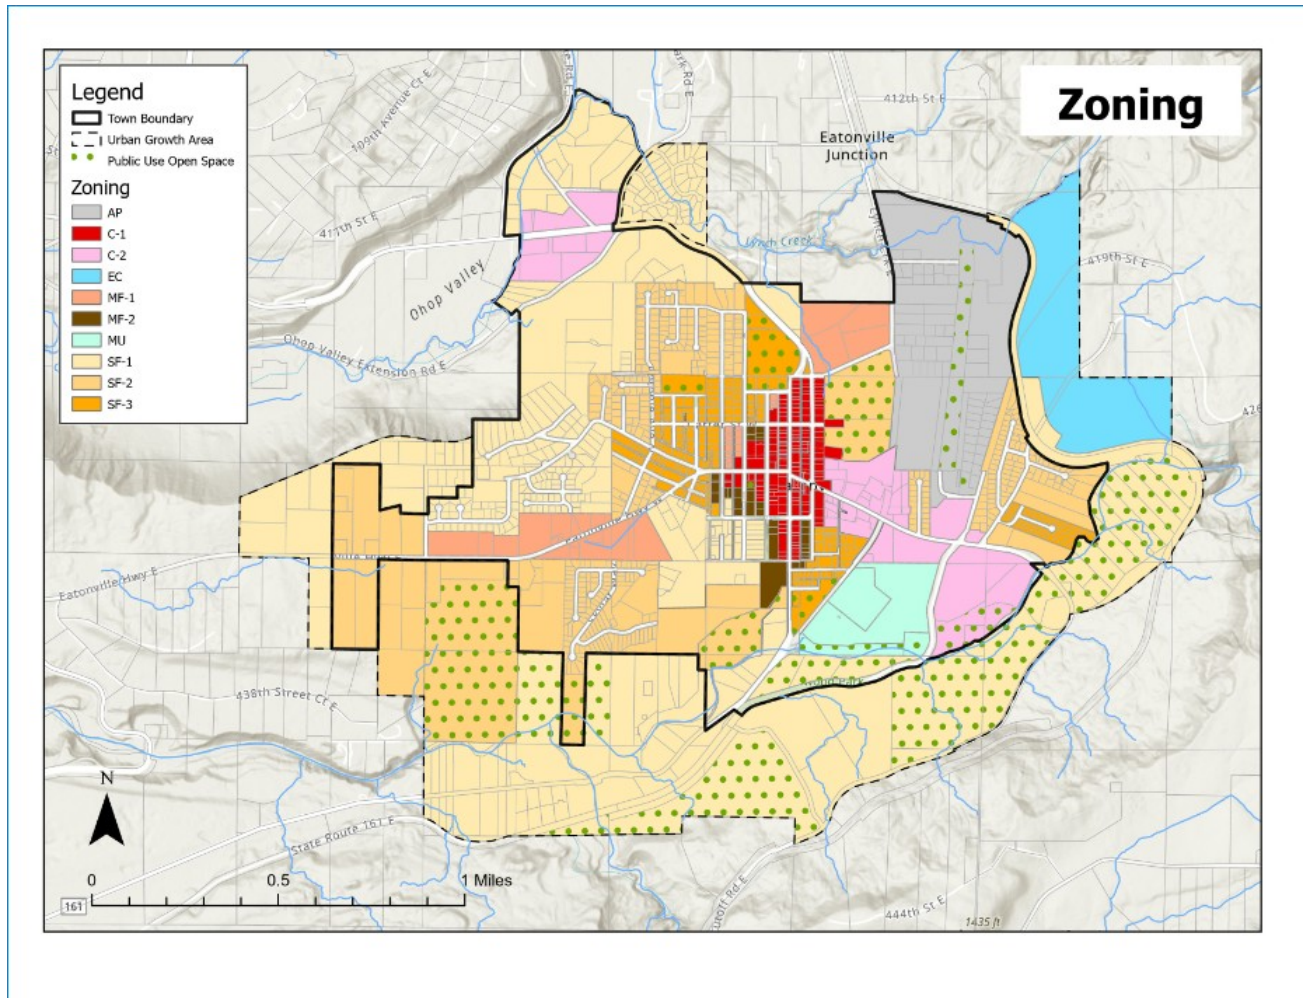 Zoning
Legend
Town Boundary
Urban Growth Area
Public Use Open Space
Zoning
AP
C-1
C-2
EC
MF-1
MF-2
MU
SF-1
SF-2
SF-3
109th Avenue Ct E
412th St E
Eatonville
Junction
417th St E
Lynch Creek
419th St E
Ohop Valley
Ohop Valley Extension Rd E
Eatonville Hwy E
438th Street Ct E
State Route 161 E
444th St E
1435 ft
N
0 0.5 1 Miles
161